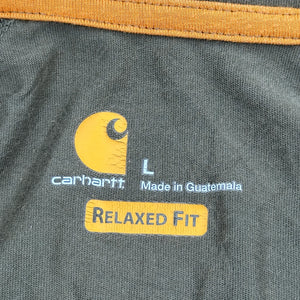 carhartt
L
Made in Guatemala
RELAXED FIT